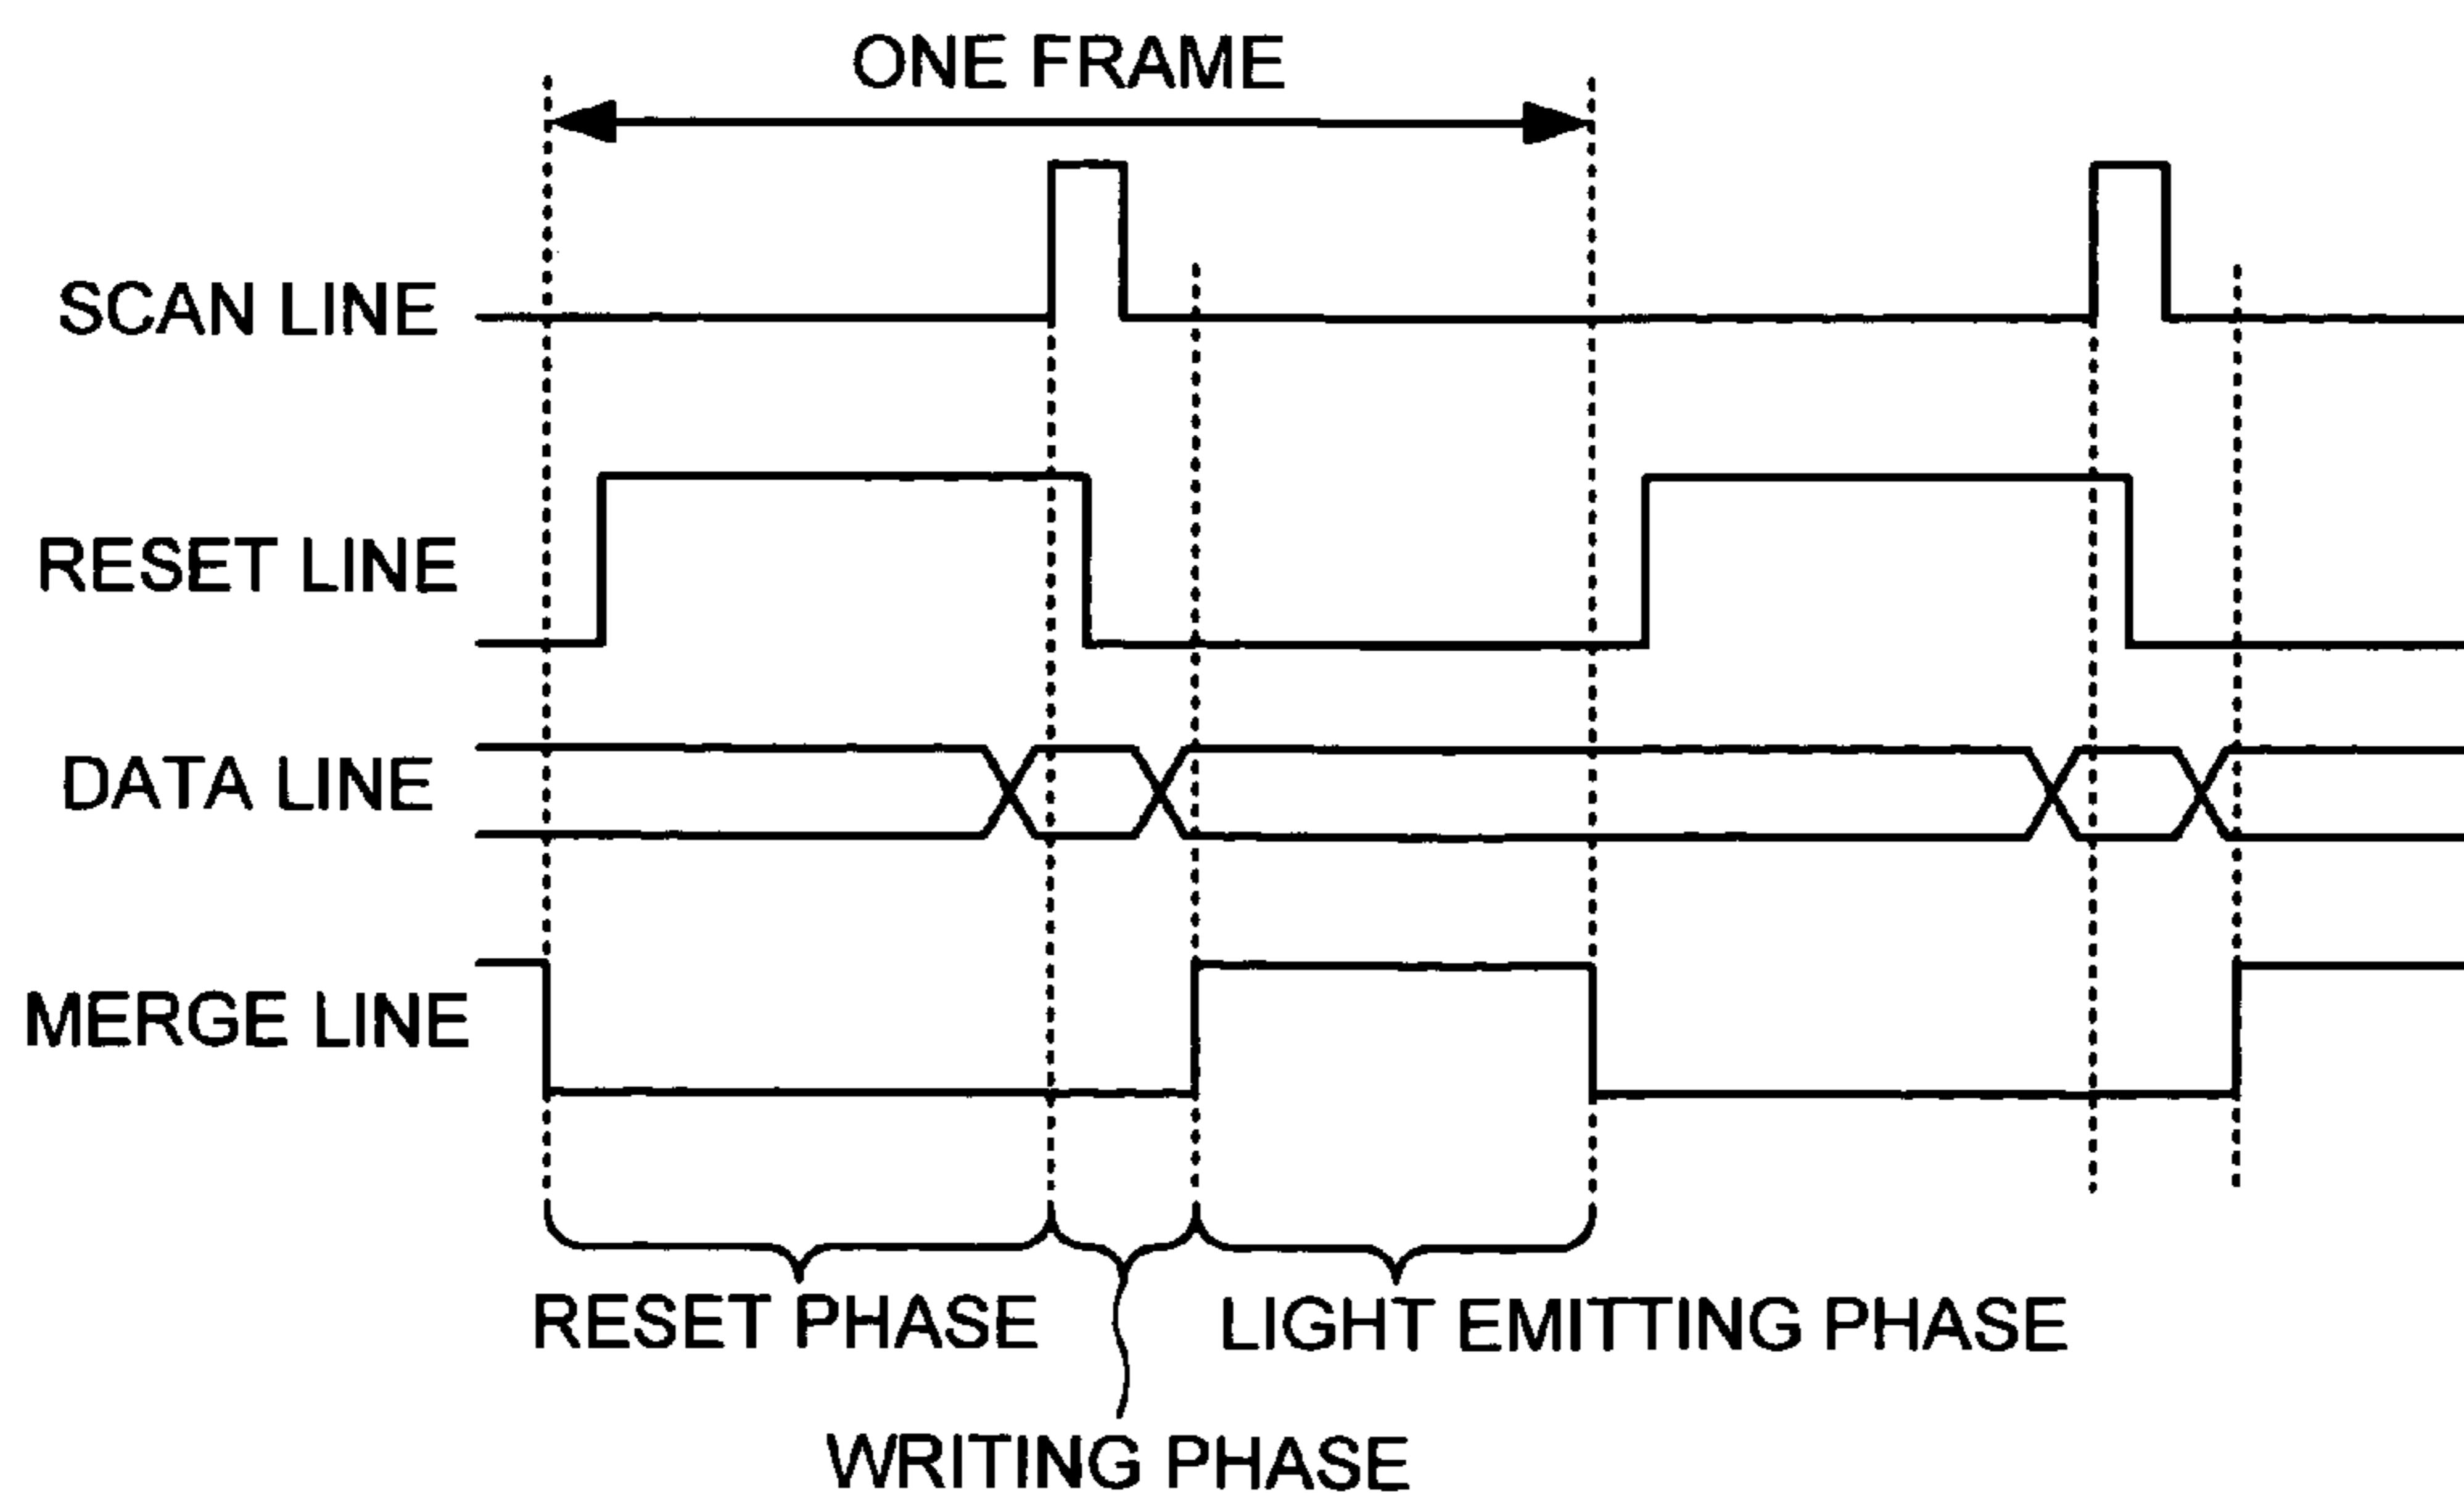 ONE FRAME
SCAN LINE
RESET LINE
DATA LINE
MERGE LINE
RESET PHASE
LIGHT EMITTING PHASE
WRITING PHASE